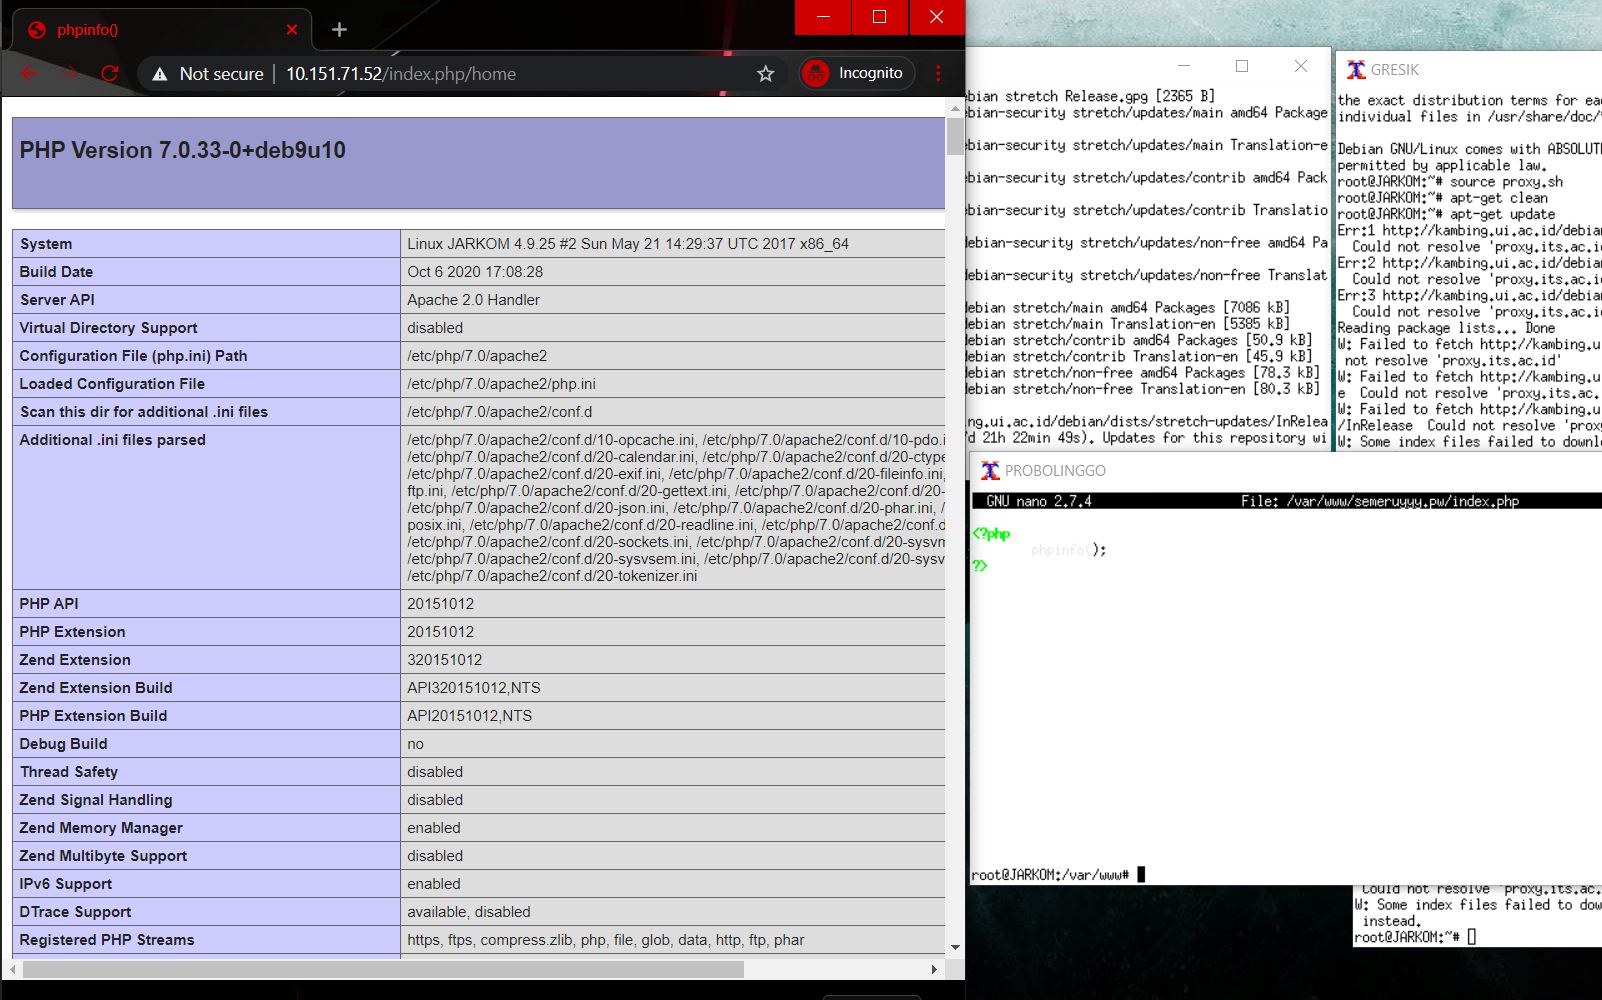 phpinfo()
Not secure
10.151.71.52/index.php/home
Incognito
PHP Version 7.0.33-0+deb9u10
System Linux JARKOM 4.9.25 #2 Sun May 21 14:29:37 UTC 2017 x86_64
Build Date Oct 6 2020 17:08:28
Server API Apache 2.0 Handler
Virtual Directory Support disabled
Configuration File (php.ini) Path /etc/php/7.0/apache2
Loaded Configuration File /etc/php/7.0/apache2/php.ini
Scan this dir for additional .ini files /etc/php/7.0/apache2/conf.d
Additional .ini files parsed /etc/php/7.0/apache2/conf.d/10-opcache.ini, /etc/php/7.0/apache2/conf.d/10-pdo.i
/etc/php/7.0/apache2/conf.d/20-calendar.ini, /etc/php/7.0/apache2/conf.d/20-ctype
/etc/php/7.0/apache2/conf.d/20-exif.ini, /etc/php/7.0/apache2/conf.d/20-fileinfo.ini,
ftp.ini, /etc/php/7.0/apache2/conf.d/20-gettext.ini, /etc/php/7.0/apache2/conf.d/20-
/etc/php/7.0/apache2/conf.d/20-json.ini, /etc/php/7.0/apache2/conf.d/20-phar.ini, /
posix.ini, /etc/php/7.0/apache2/conf.d/20-readline.ini, /etc/php/7.0/apache2/conf.d
/etc/php/7.0/apache2/conf.d/20-sockets.ini, /etc/php/7.0/apache2/conf.d/20-sysvm
/etc/php/7.0/apache2/conf.d/20-sysvsem.ini, /etc/php/7.0/apache2/conf.d/20-sysv
/etc/php/7.0/apache2/conf.d/20-tokenizer.ini
PHP API 20151012
PHP Extension 20151012
Zend Extension 320151012
Zend Extension Build API320151012,NTS
PHP Extension Build API20151012,NTS
Debug Build no
Thread Safety disabled
Zend Signal Handling disabled
Zend Memory Manager enabled
Zend Multibyte Support disabled
IPv6 Support enabled
DTrace Support available, disabled
Registered PHP Streams https, ftps, compress.zlib, php, file, glob, data, http, ftp, phar
ebian stretch Release.gpg [2365 B]
ebian-security stretch/updates/main amd64 Package
ebian-security stretch/updates/main Translation-e
ebian-security stretch/updates/contrib amd64 Pack
ebian-security stretch/updates/contrib Translatio
ebian-security stretch/updates/non-free amd64 Pa
ebian-security stretch/updates/non-free Translat
debian stretch/main amd64 Packages [7086 kB]
debian stretch/main Translation-en [5385 kB]
debian stretch/contrib amd64 Packages [50.9 kB]
debian stretch/contrib Translation-en [45.9 kB]
debian stretch/non-free amd64 Packages [78.3 kB]
debian stretch/non-free Translation-en [80.3 kB]
ng.ui.ac.id/debian/dists/stretch-updates/InRelea
d 21h 22min 49s). Updates for this repository wi
GRESIK
the exact distribution terms for ea
individual files in /usr/share/doc/
Debian GNU/Linux comes with ABSOLUT
permitted by applicable law.
root@JARKOM:~# source proxy.sh
root@JARKOM:~# apt-get clean
root@JARKOM:~# apt-get update
Err:1 http://kambing.ui.ac.id/debia
Could not resolve 'proxy.its.ac.i
Err:2 http://kambing.ui.ac.id/debia
Could not resolve 'proxy.its.ac.i
Err:3 http://kambing.ui.ac.id/debia
Could not resolve 'proxy.its.ac.i
Reading package lists... Done
W: Failed to fetch http://kambing.u
not resolve 'proxy.its.ac.id'
W: Failed to fetch http://kambing.u
e Could not resolve 'proxy.its.ac.
W: Failed to fetch http://kambing.u
/InRelease Could not resolve 'proxy
W: Some index files failed to downl
PROBOLINGGO
GNU nano 2.7.4 File: /var/www/semeruyyy.pw/index.php
<?php
phpinfo();
?>
root@JARKOM:/var/www#
Could not resolve 'proxy.its.ac.
W: Some index files failed to dow
instead.
root@JARKOM:~#